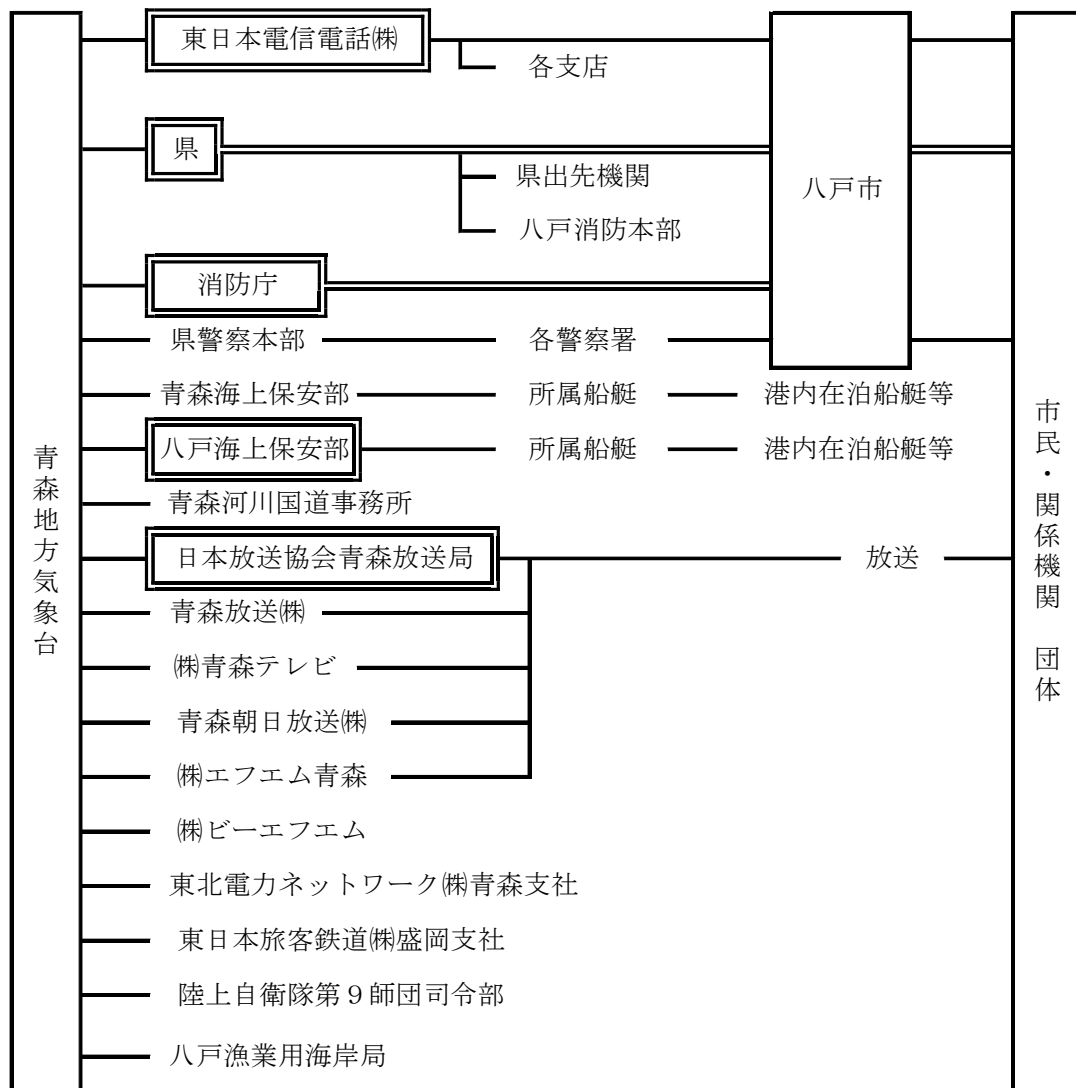 東日本電信電話㈱
各支店
県
県出先機関
八戸消防本部
八戸市
消防庁
県警察本部 各警察署
青森海上保安部 所属船艇 港内在泊船艇等
八戸海上保安部 所属船艇 港内在泊船艇等
青森河川国道事務所
日本放送協会青森放送局 放送
青森放送㈱
㈱青森テレビ
青森朝日放送㈱
㈱エフエム青森
㈱ビーエフエム
東北電力ネットワーク㈱青森支社
東日本旅客鉄道㈱盛岡支社
陸上自衛隊第９師団司令部
八戸漁業用海岸局
青森地方気象台
市民・関係機関 団体